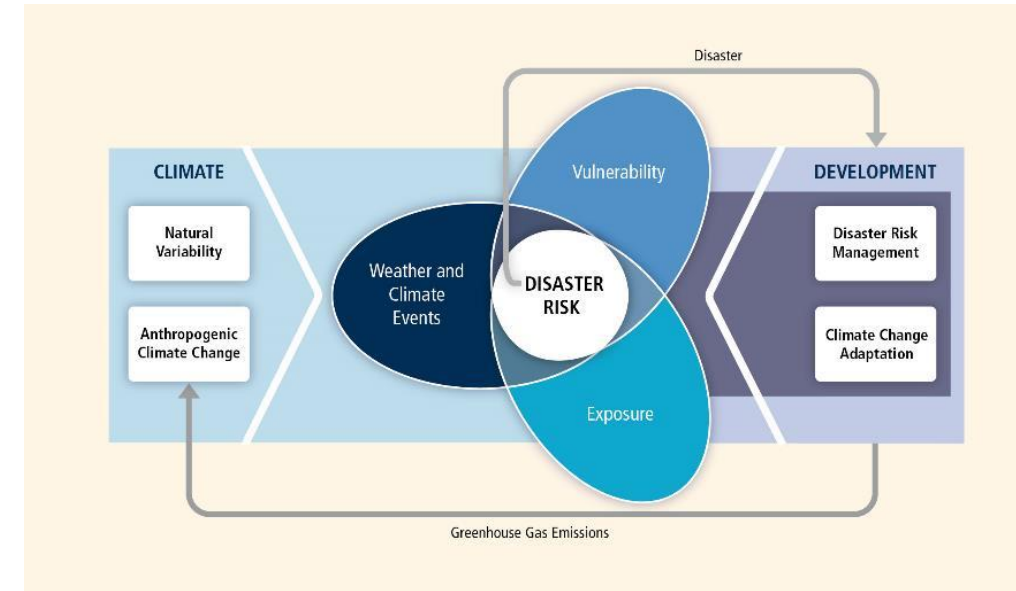 Disaster
CLIMATE
Natural
Variability
Anthropogenic
Climate Change
Vulnerability
Weather and
Climate
Events
DISASTER
RISK
Exposure
DEVELOPMENT
Disaster Risk
Management
Climate Change
Adaptation
Greenhouse Gas Emissions